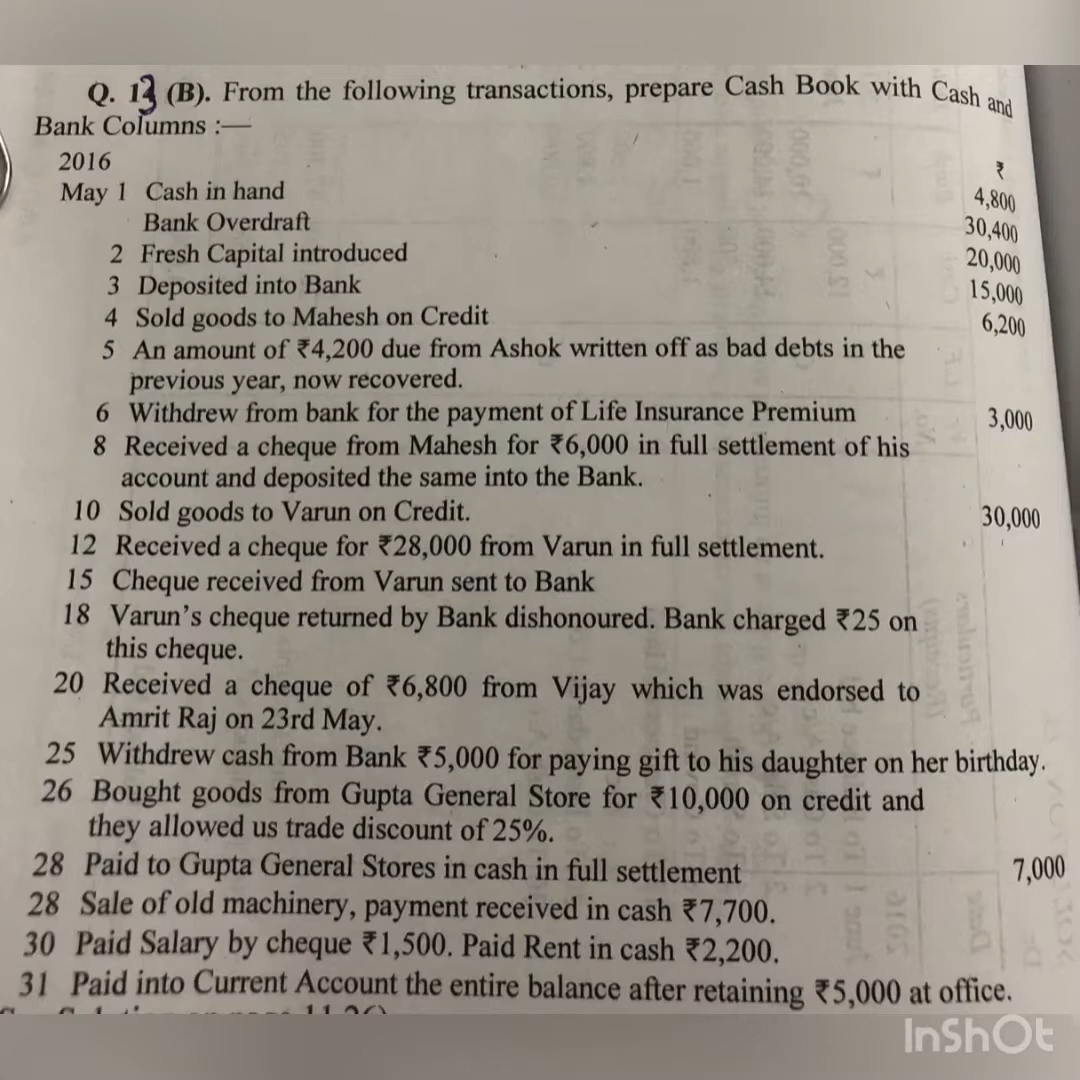 Q. 13 (B). From the following transactions, prepare Cash Book with Cash and
Bank Columns :—
2016 ₹
May 1 Cash in hand 4,800
Bank Overdraft 30,400
2 Fresh Capital introduced 20,000
3 Deposited into Bank 15,000
4 Sold goods to Mahesh on Credit 6,200
5 An amount of ₹4,200 due from Ashok written off as bad debts in the
previous year, now recovered.
6 Withdrew from bank for the payment of Life Insurance Premium 3,000
8 Received a cheque from Mahesh for ₹6,000 in full settlement of his
account and deposited the same into the Bank.
10 Sold goods to Varun on Credit. 30,000
12 Received a cheque for ₹28,000 from Varun in full settlement.
15 Cheque received from Varun sent to Bank
18 Varun's cheque returned by Bank dishonoured. Bank charged ₹25 on
this cheque.
20 Received a cheque of ₹6,800 from Vijay which was endorsed to
Amrit Raj on 23rd May.
25 Withdrew cash from Bank ₹5,000 for paying gift to his daughter on her birthday.
26 Bought goods from Gupta General Store for ₹10,000 on credit and
they allowed us trade discount of 25%.
28 Paid to Gupta General Stores in cash in full settlement 7,000
28 Sale of old machinery, payment received in cash ₹7,700.
30 Paid Salary by cheque ₹1,500. Paid Rent in cash ₹2,200.
31 Paid into Current Account the entire balance after retaining ₹5,000 at office.
InShOt